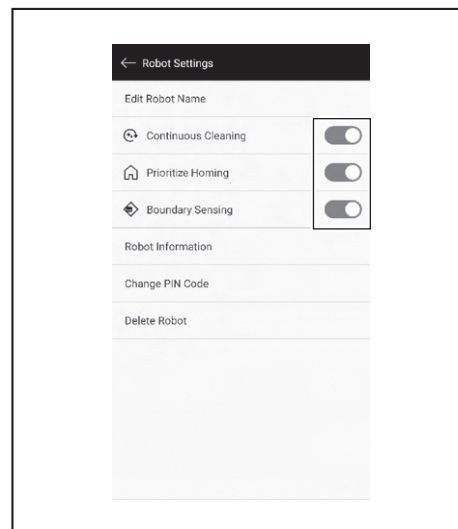 Robot Settings
Edit Robot Name
Continuous Cleaning
Prioritize Homing
Boundary Sensing
Robot Information
Change PIN Code
Delete Robot